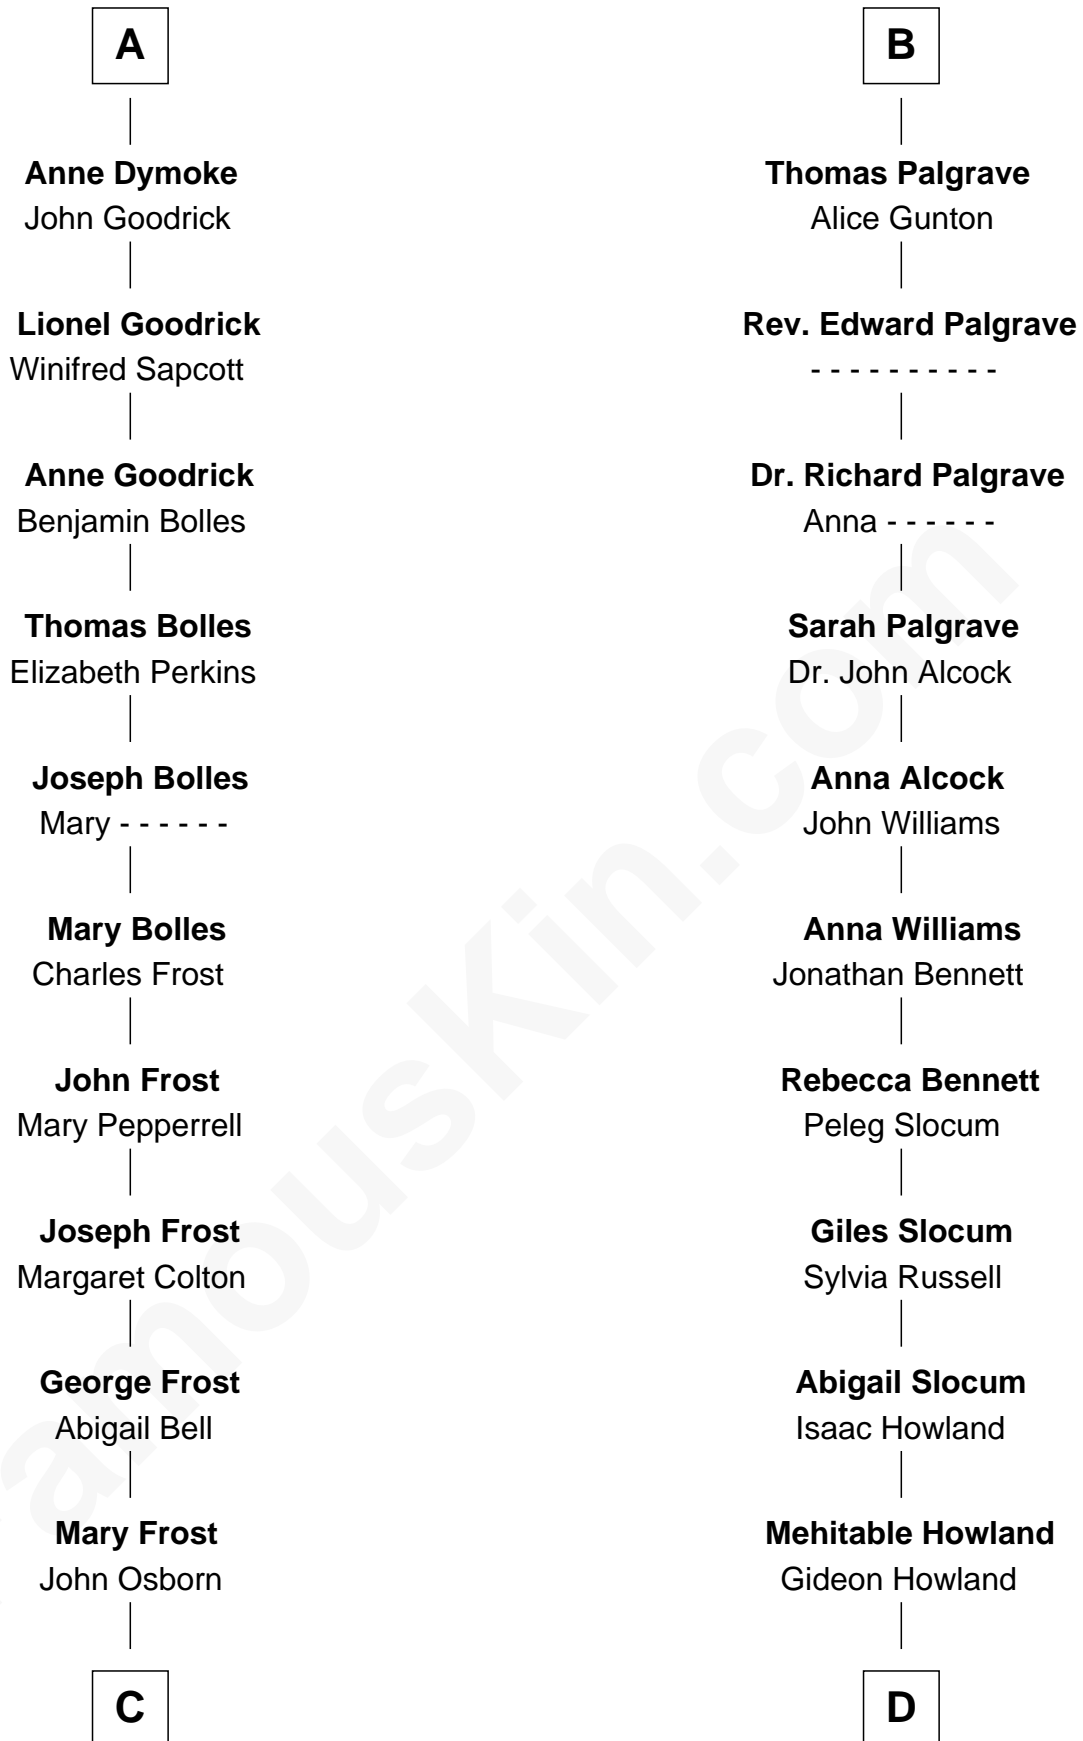 A
Anne Dymoke
John Goodrick
Lionel Goodrick
Winifred Sapcott
Anne Goodrick
Benjamin Bolles
Thomas Bolles
Elizabeth Perkins
Joseph Bolles
Mary - - - - - -
Mary Bolles
Charles Frost
John Frost
Mary Pepperrell
Joseph Frost
Margaret Colton
George Frost
Abigail Bell
Mary Frost
John Osborn
C
B
Thomas Palgrave
Alice Gunton
Rev. Edward Palgrave
- - - - - - - - - -
Dr. Richard Palgrave
Anna - - - - - -
Sarah Palgrave
Dr. John Alcock
Anna Alcock
John Williams
Anna Williams
Jonathan Bennett
Rebecca Bennett
Peleg Slocum
Giles Slocum
Sylvia Russell
Abigail Slocum
Isaac Howland
Mehitable Howland
Gideon Howland
D
amouskin.com